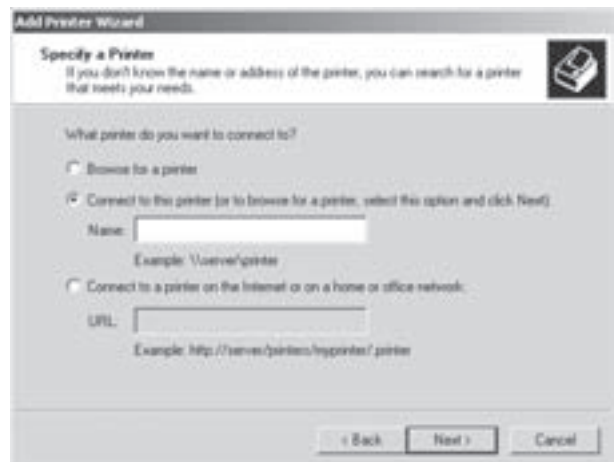 Add Printer Wizard
Specify a Printer
If you don't know the name or address of the printer, you can search for a printer
that meets your needs.
What printer do you want to connect to?
Browse for a printer
Connect to this printer (or to browse for a printer, select this option and click Next):
Name:
Example: \\server\printer
Connect to a printer on the Internet or on a home or office network:
URL:
Example: http://server/printers/myprinter/.printer
< Back
Next >
Cancel